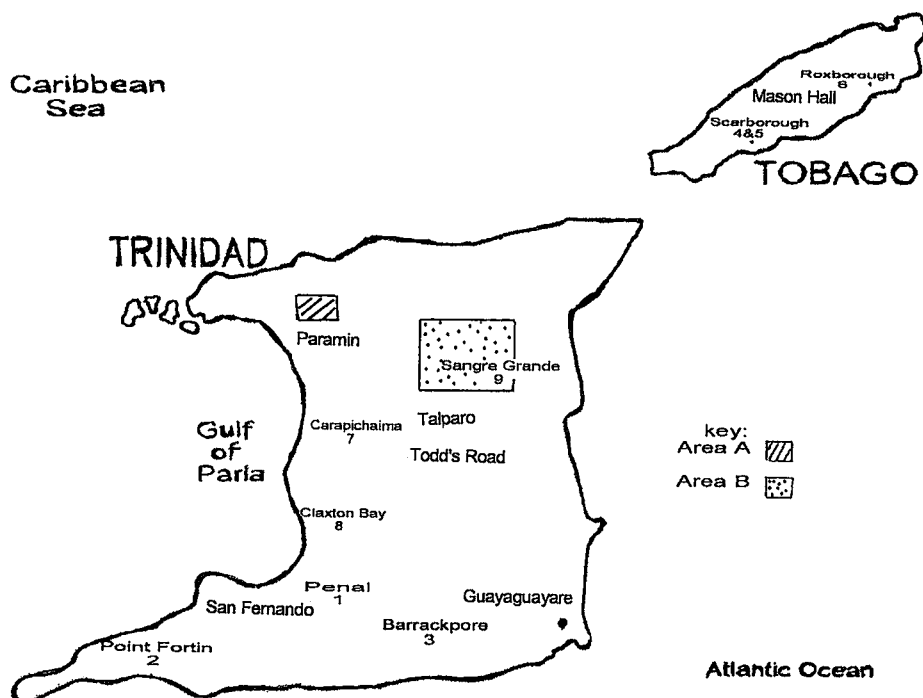 Caribbean
Sea
Roxborough
6
Mason Hall
Scarborough
4&5
TOBAGO
TRINIDAD
Paramin
Sangre Grande
9
Gulf
of
Paria
Carapichaima
7
Talparo
Todd's Road
key:
Area A
Area B
Claxton Bay
8
Penal
1
San Fernando
Guayaguayare
Barrackpore
3
Point Fortin
2
Atlantic Ocean